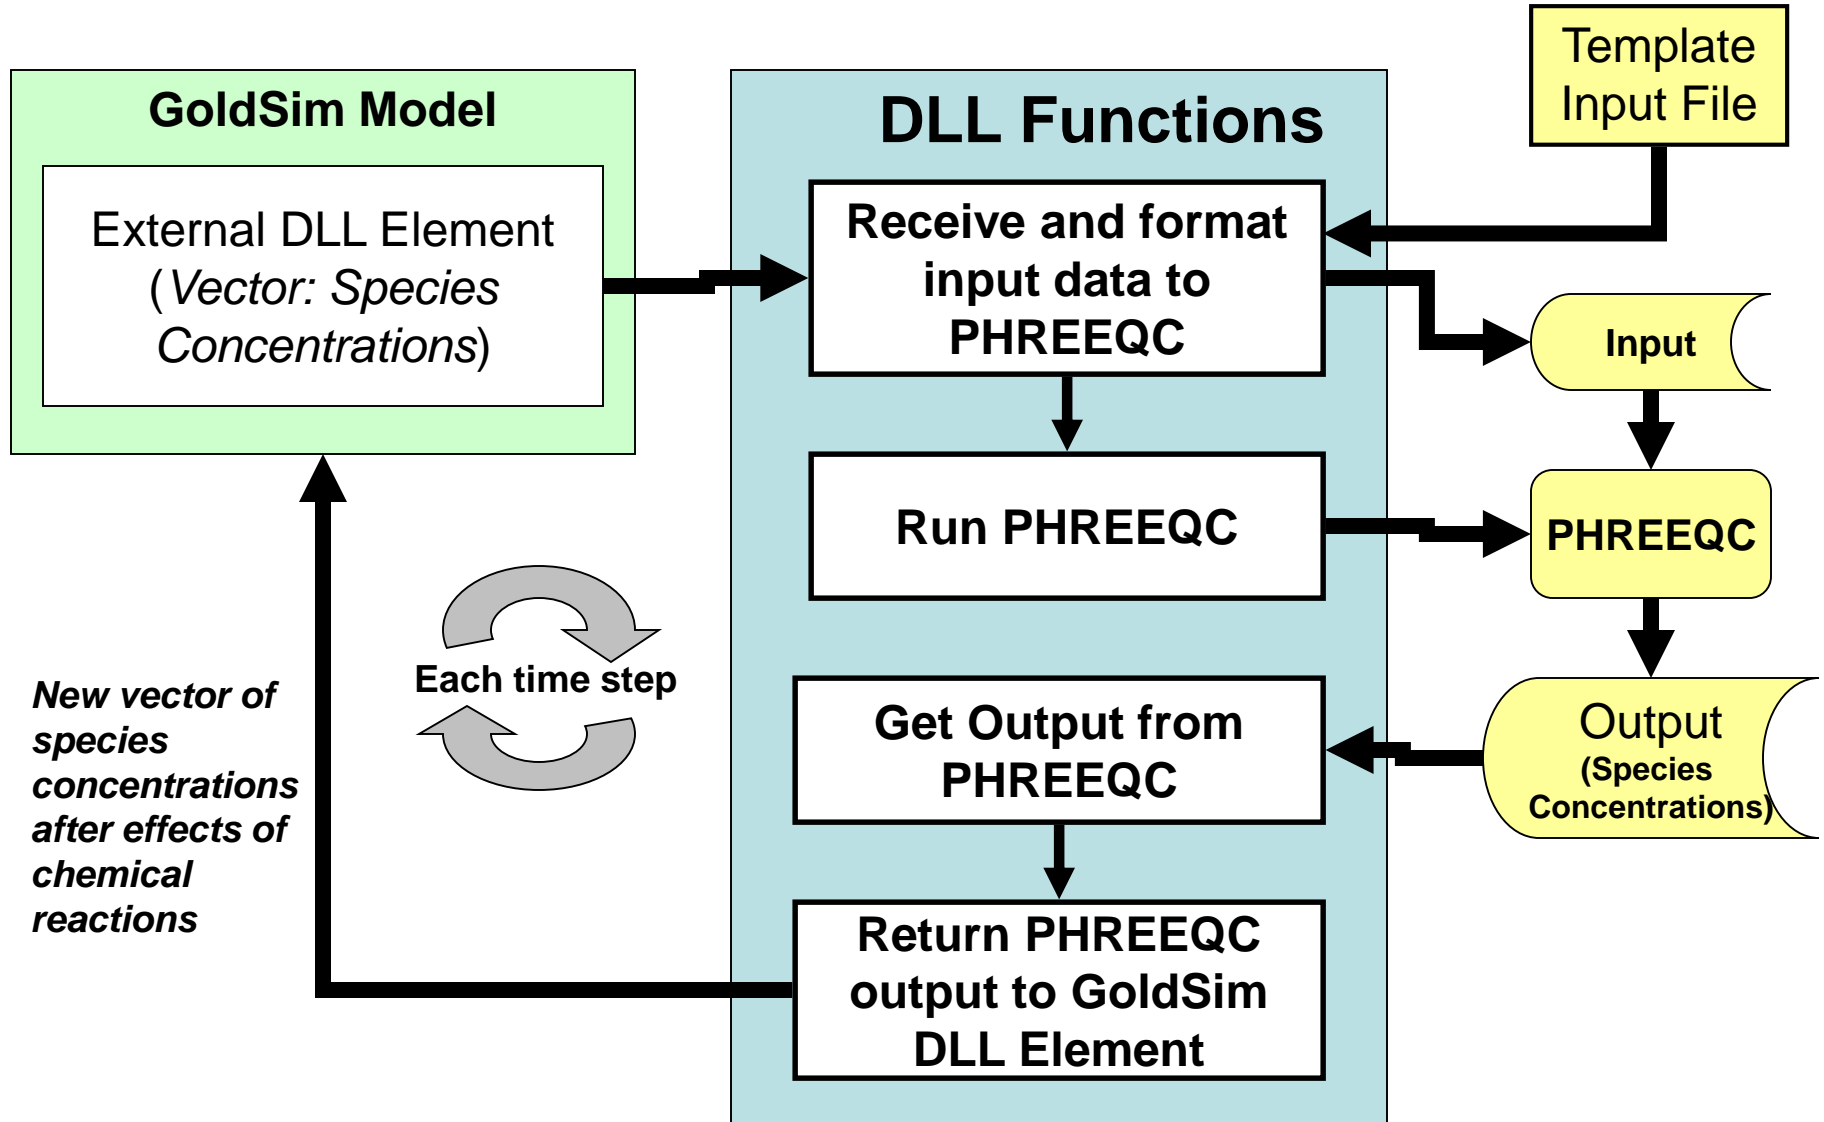 GoldSim Model
External DLL Element
(Vector: Species
Concentrations)
DLL Functions
Template
Input File
Receive and format
input data to
PHREEQC
Input
Run PHREEQC
PHREEQC
Each time step
New vector of
species
concentrations
after effects of
chemical
reactions
Get Output from
PHREEQC
Output
(Species
Concentrations)
Return PHREEQC
output to GoldSim
DLL Element